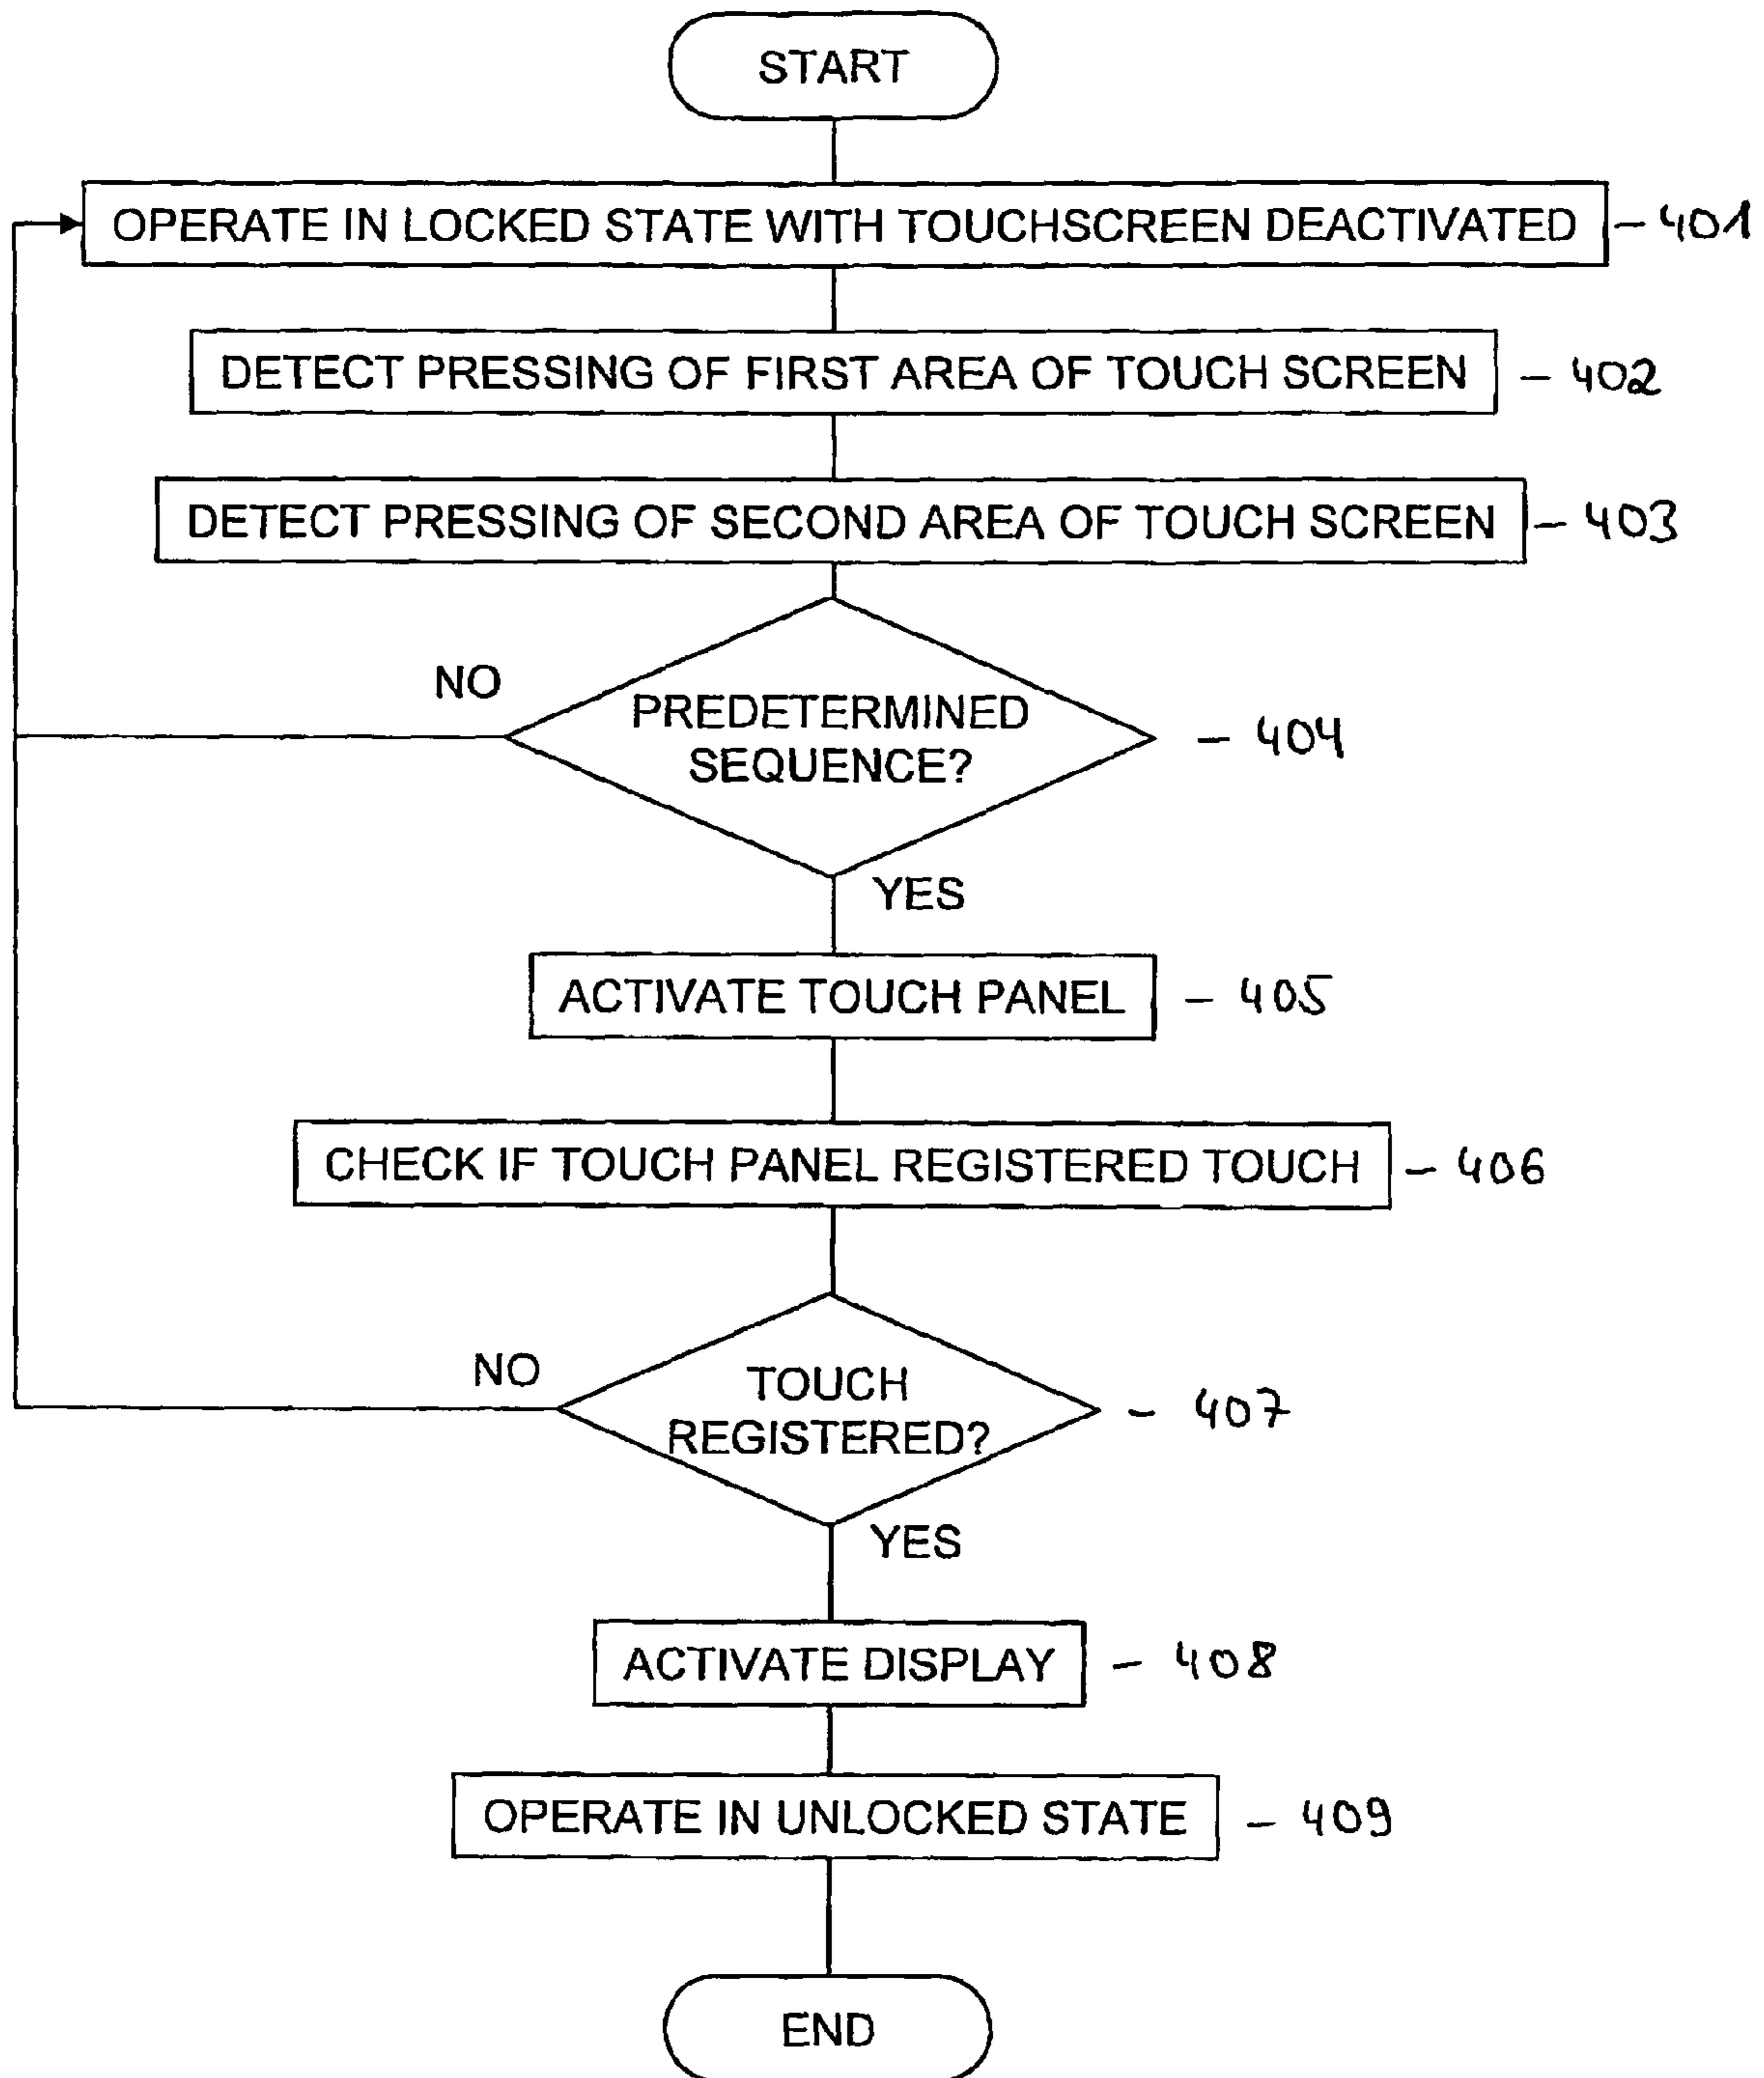 START
OPERATE IN LOCKED STATE WITH TOUCHSCREEN DEACTIVATED - 401
DETECT PRESSING OF FIRST AREA OF TOUCH SCREEN - 402
DETECT PRESSING OF SECOND AREA OF TOUCH SCREEN - 403
NO
PREDETERMINED
SEQUENCE?
- 404
YES
ACTIVATE TOUCH PANEL - 405
CHECK IF TOUCH PANEL REGISTERED TOUCH - 406
NO
TOUCH
REGISTERED?
- 407
YES
ACTIVATE DISPLAY - 408
OPERATE IN UNLOCKED STATE - 409
END